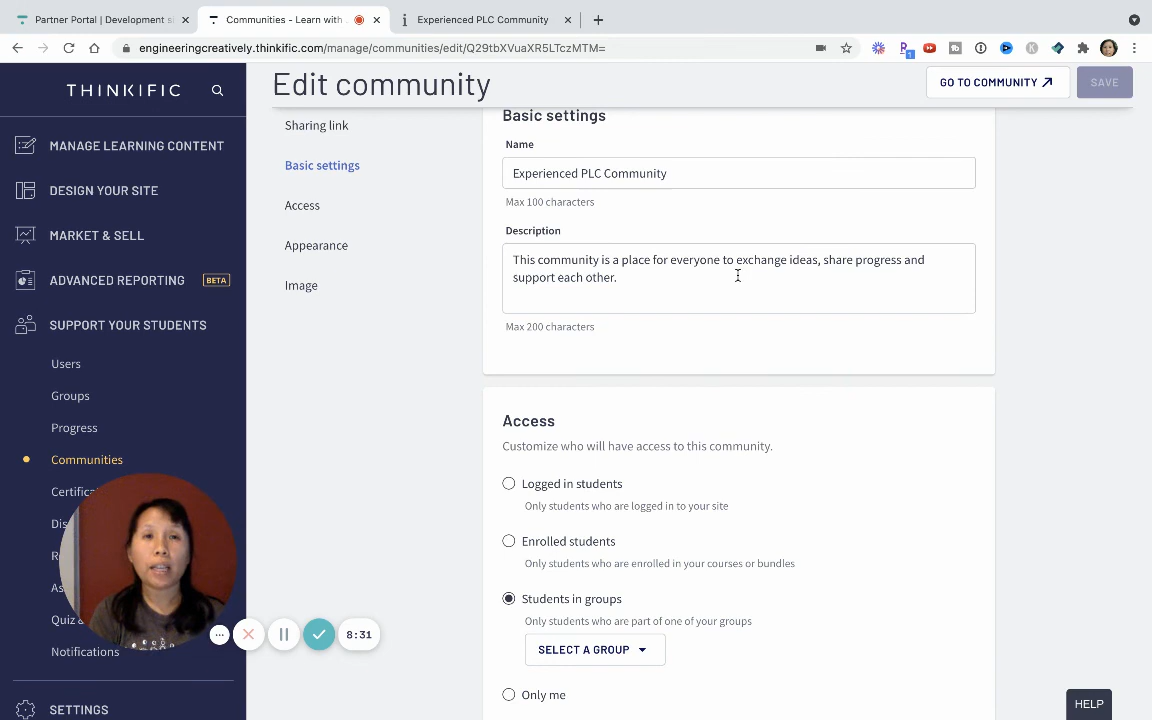 Partner Portal | Development si
Communities - Learn with
Experienced PLC Community
engineeringcreatively.thinkific.com/manage/communities/edit/Q29tbXVuaXR5LTczMTM=
THINKIFIC
Edit community
GO TO COMMUNITY
SAVE
MANAGE LEARNING CONTENT
DESIGN YOUR SITE
MARKET & SELL
ADVANCED REPORTING BETA
SUPPORT YOUR STUDENTS
Users
Groups
Progress
Communities
Certifica
Dis
R
As
Quiz &
Notifications
SETTINGS
8:31
Sharing link
Basic settings
Access
Appearance
Image
Basic settings
Name
Experienced PLC Community
Max 100 characters
Description
This community is a place for everyone to exchange ideas, share progress and
support each other.
Max 200 characters
Access
Customize who will have access to this community.
Logged in students
Only students who are logged in to your site
Enrolled students
Only students who are enrolled in your courses or bundles
Students in groups
Only students who are part of one of your groups
SELECT A GROUP
Only me
HELP